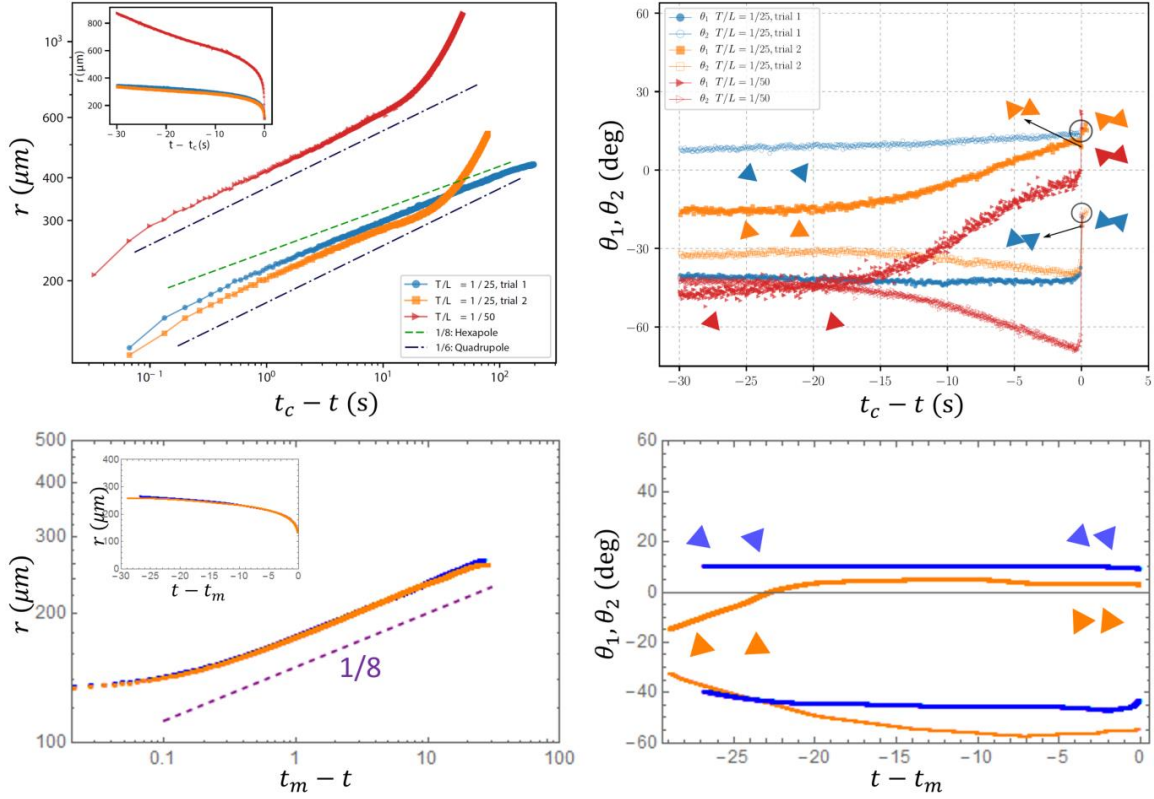 10³
600
400
300
200
r (μm)
10⁻¹
10⁰
10¹
10²
t_c − t (s)
800
600
400
200
r (μm)
−30
−20
−10
0
t − t_c (s)
T/L = 1/25, trial 1
T/L = 1/25, trial 2
T/L = 1/50
1/8: Hexapole
1/6: Quadrupole
60
30
0
−30
−60
θ₁, θ₂ (deg)
θ₁ T/L = 1/25, trial 1
θ₂ T/L = 1/25, trial 1
θ₁ T/L = 1/25, trial 2
θ₂ T/L = 1/25, trial 2
θ₁ T/L = 1/50
θ₂ T/L = 1/50
−30
−25
−20
−15
−10
−5
0
5
t_c − t (s)
500
400
300
200
100
r (μm)
400
300
200
100
0
r (μm)
−30
−25
−20
−15
−10
−5
0
t − t_m
1/8
0.1
1
10
100
t_m − t
60
40
20
0
−20
−40
−60
θ₁, θ₂ (deg)
−25
−20
−15
−10
−5
0
t − t_m